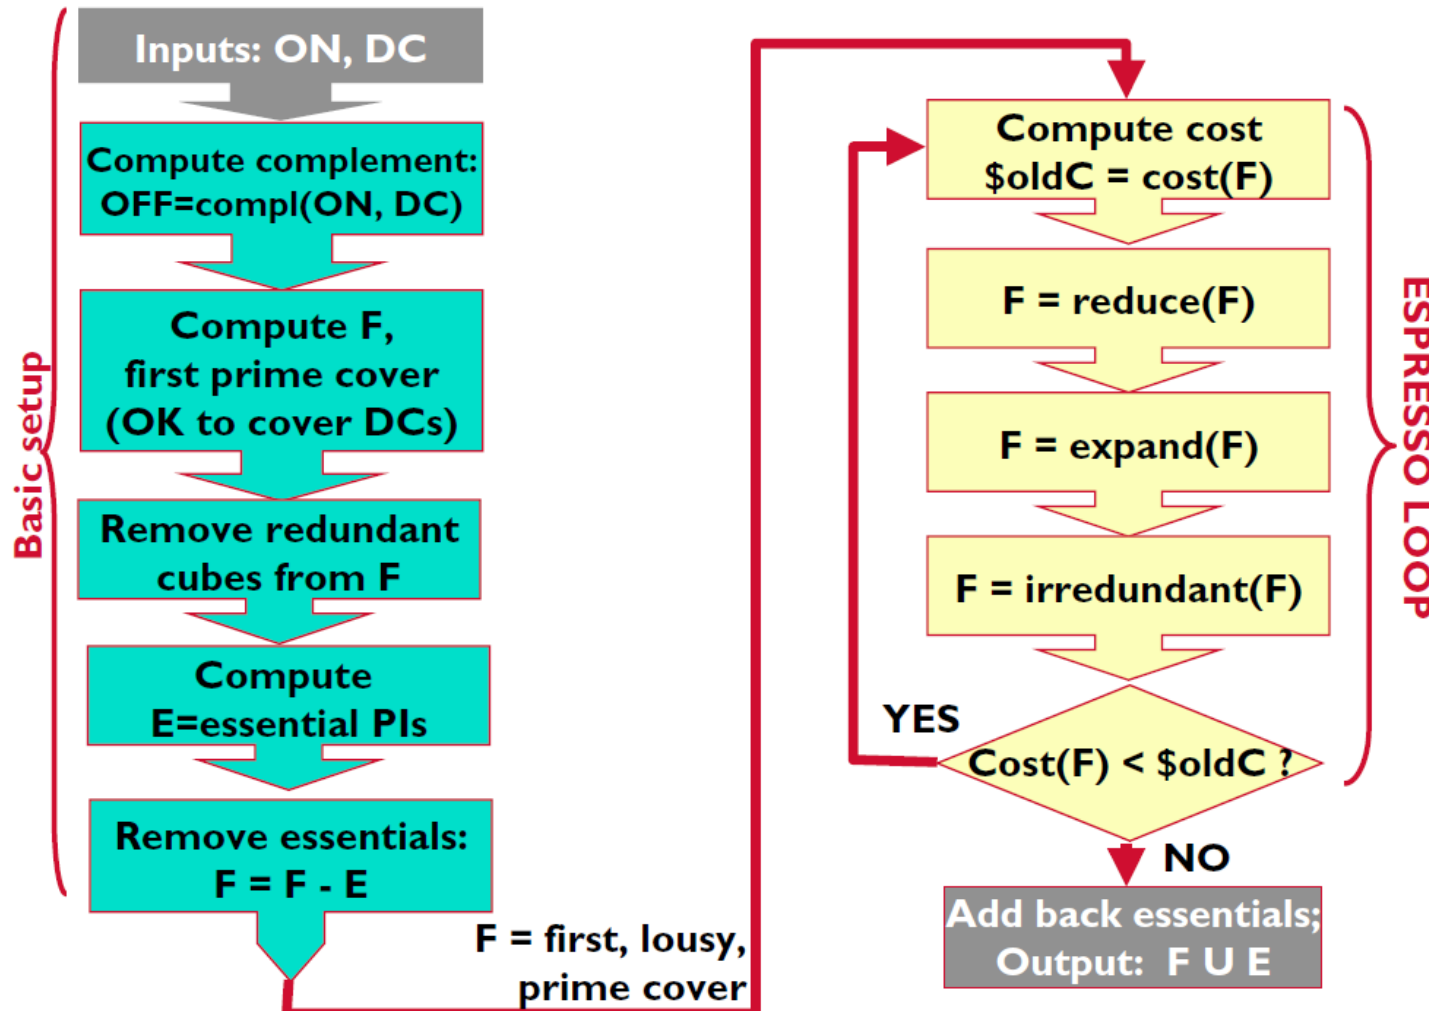 Basic setup
Inputs: ON, DC
Compute complement:
OFF=compl(ON, DC)
Compute F,
first prime cover
(OK to cover DCs)
Remove redundant
cubes from F
Compute
E=essential PIs
Remove essentials:
F = F - E
F = first, lousy,
prime cover
Compute cost
$oldC = cost(F)
F = reduce(F)
F = expand(F)
F = irredundant(F)
YES
Cost(F) < $oldC ?
NO
Add back essentials;
Output: F U E
ESPRESSO LOOP